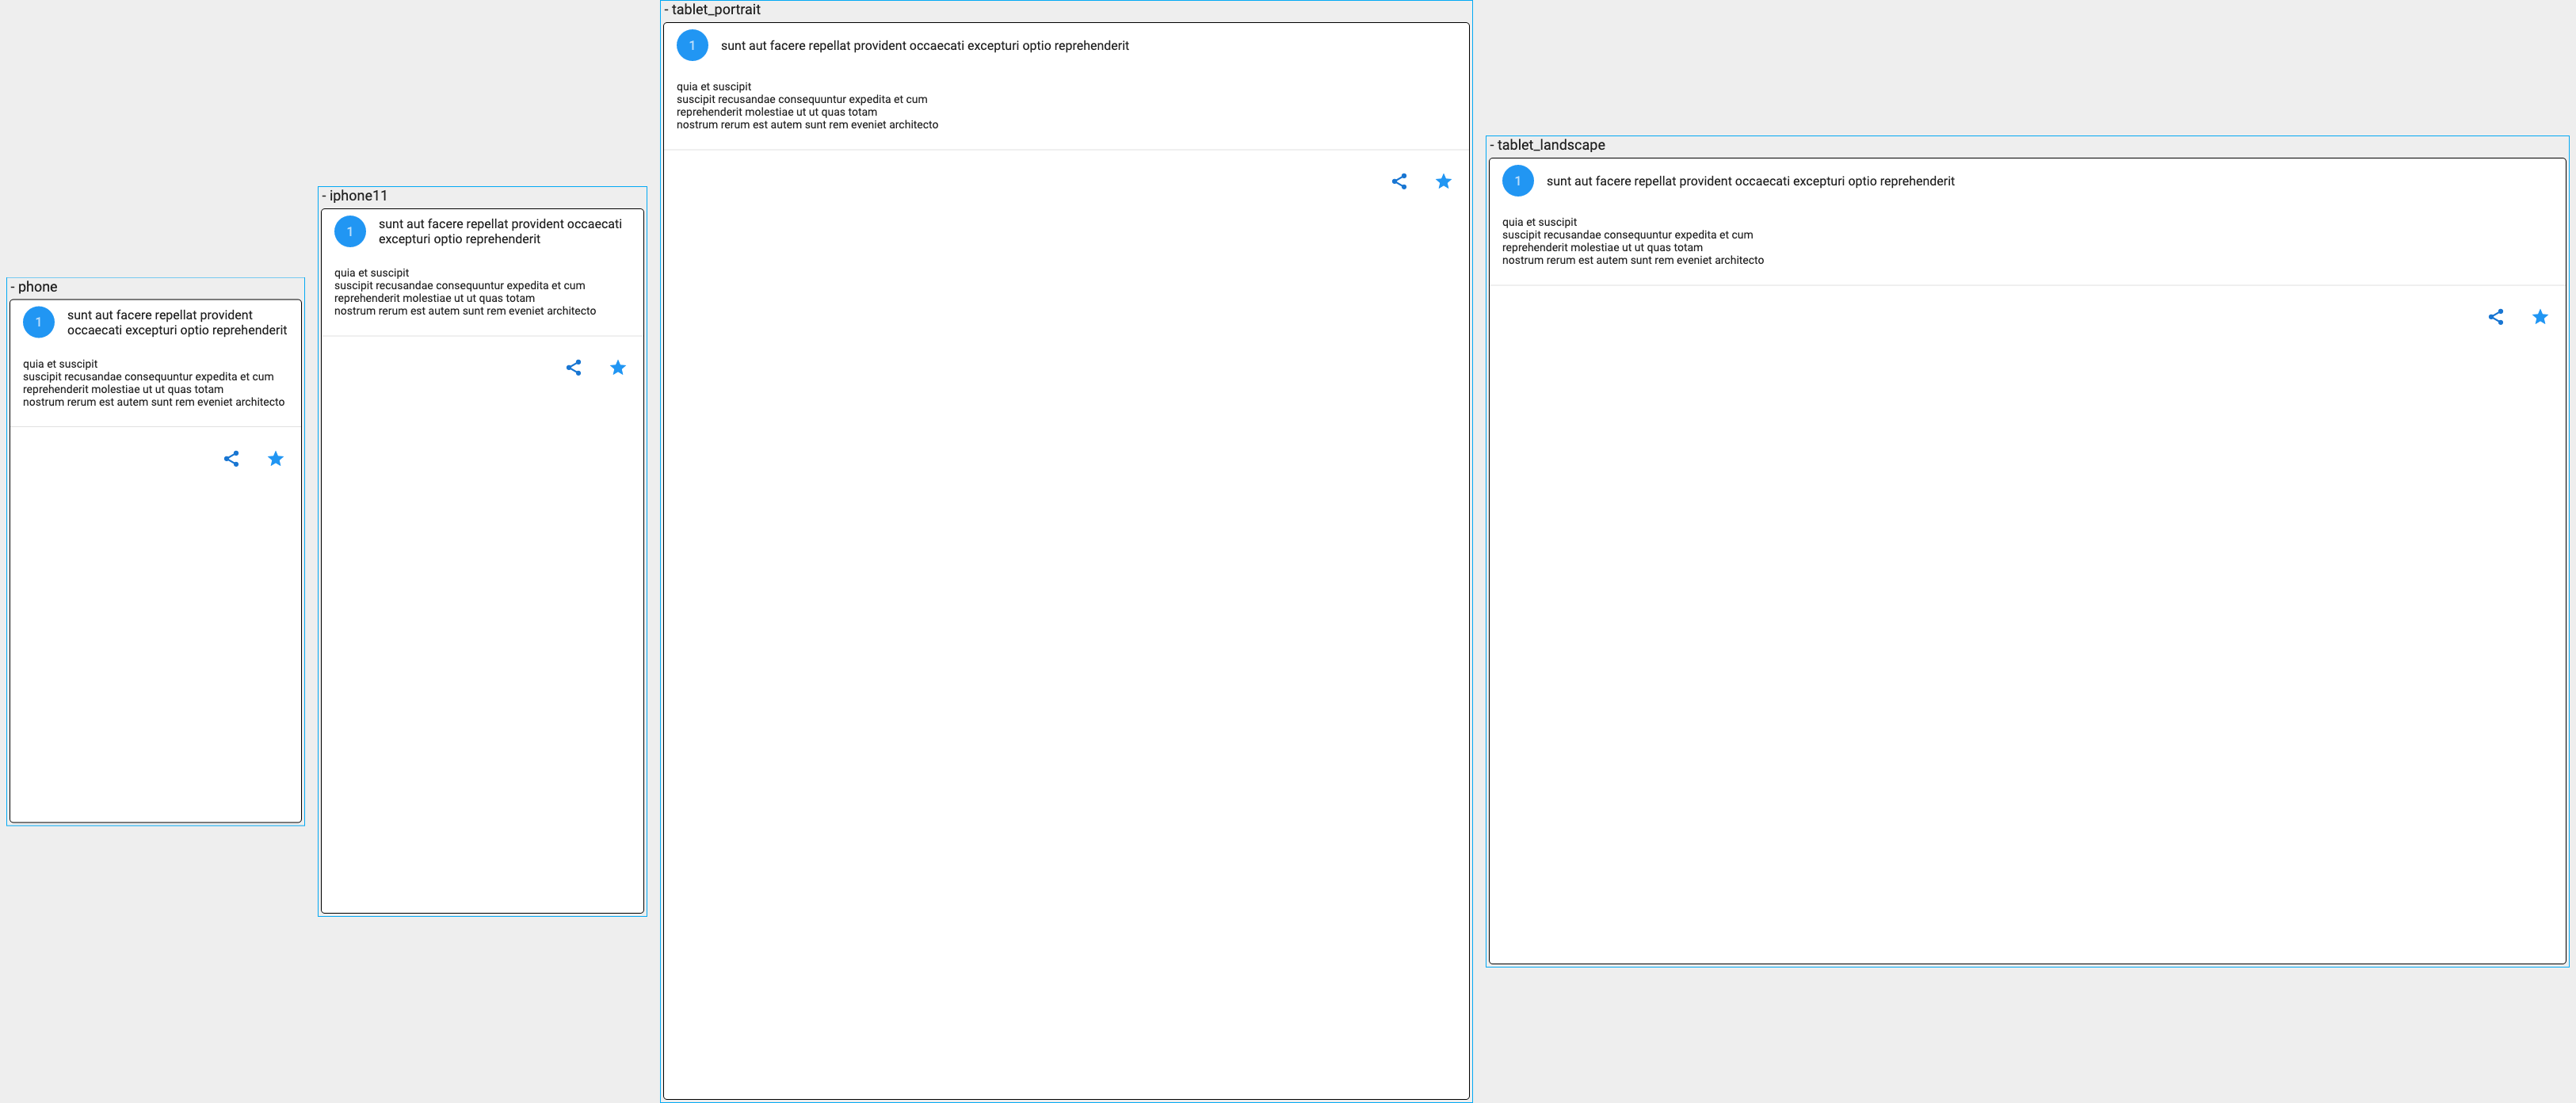 - phone
1
sunt aut facere repellat provident
occaecati excepturi optio reprehenderit
quia et suscipit
suscipit recusandae consequuntur expedita et cum
reprehenderit molestiae ut ut quas totam
nostrum rerum est autem sunt rem eveniet architecto
- iphone11
1
sunt aut facere repellat provident occaecati
excepturi optio reprehenderit
quia et suscipit
suscipit recusandae consequuntur expedita et cum
reprehenderit molestiae ut ut quas totam
nostrum rerum est autem sunt rem eveniet architecto
- tablet_portrait
1
sunt aut facere repellat provident occaecati excepturi optio reprehenderit
quia et suscipit
suscipit recusandae consequuntur expedita et cum
reprehenderit molestiae ut ut quas totam
nostrum rerum est autem sunt rem eveniet architecto
- tablet_landscape
1
sunt aut facere repellat provident occaecati excepturi optio reprehenderit
quia et suscipit
suscipit recusandae consequuntur expedita et cum
reprehenderit molestiae ut ut quas totam
nostrum rerum est autem sunt rem eveniet architecto